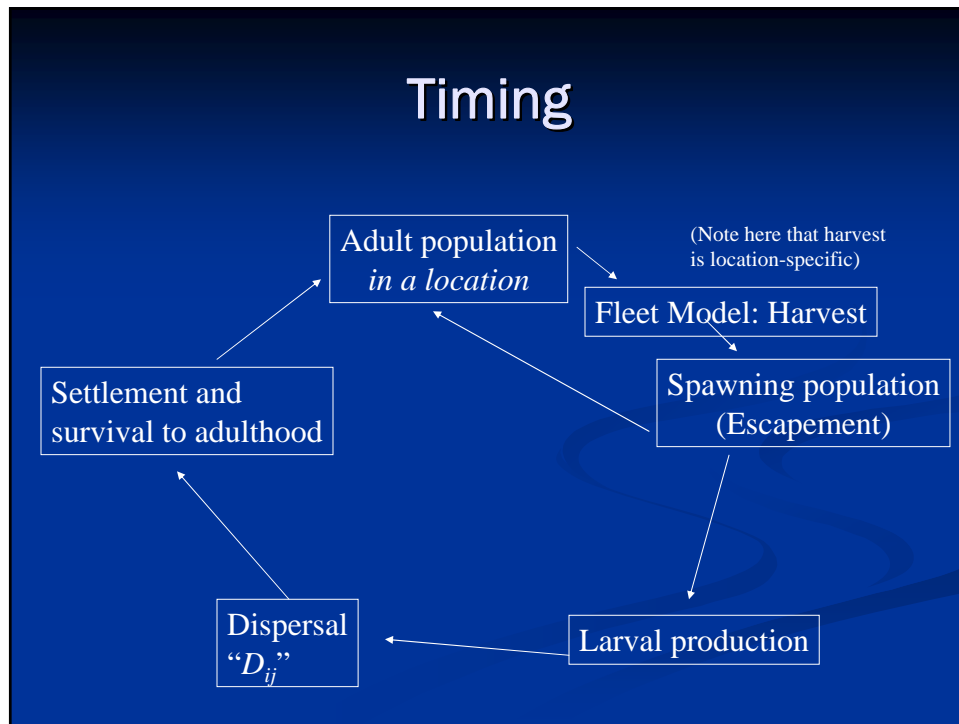 Timing
Adult population
in a location
(Note here that harvest
is location-specific)
Fleet Model: Harvest
Spawning population
(Escapement)
Settlement and
survival to adulthood
Dispersal
“Dij”
Larval production